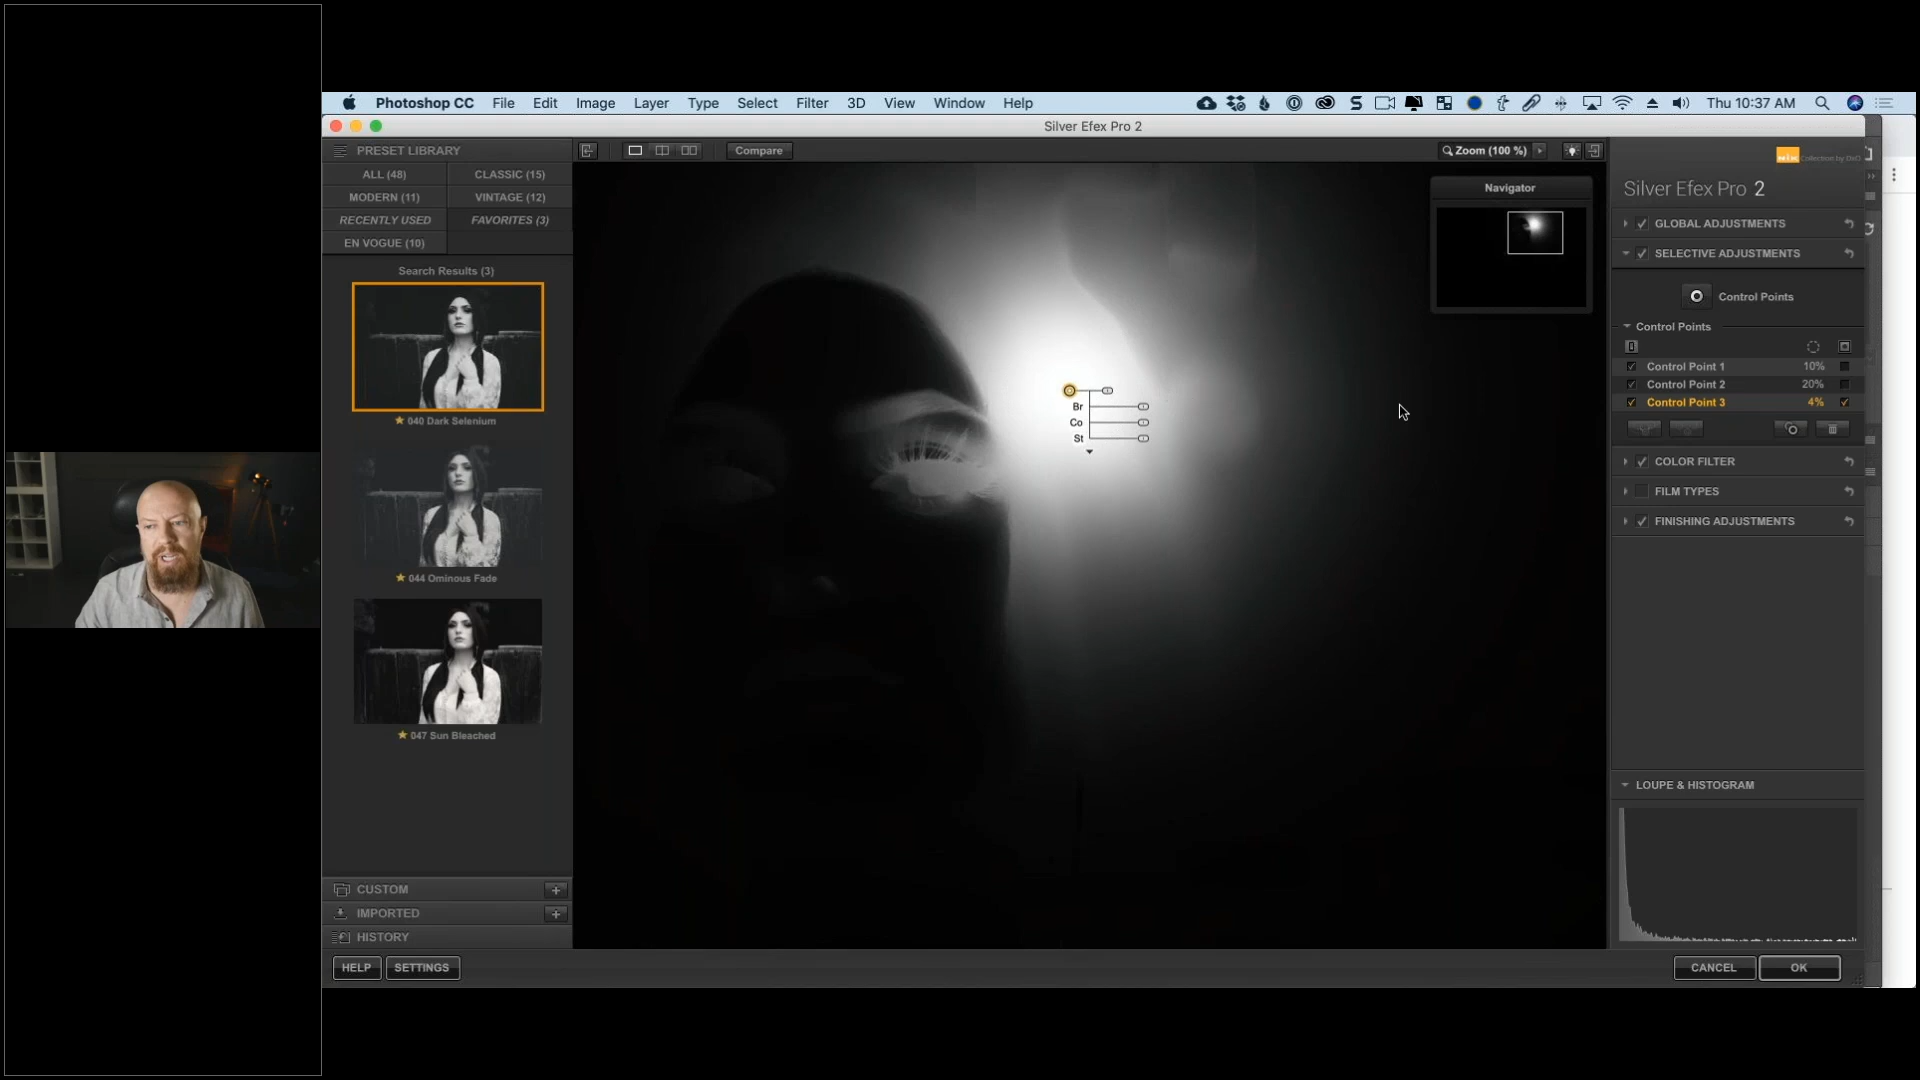 Photoshop CC File Edit Image Layer Type Select Filter 3D View Window Help Thu 10:37 AM
Silver Efex Pro 2
PRESET LIBRARY
Compare
Zoom (100 %)
ALL (48) CLASSIC (15)
MODERN (11) VINTAGE (12)
RECENTLY USED FAVORITES (3)
EN VOGUE (10)
Search Results (3)
040 Dark Selenium
044 Ominous Fade
047 Sun Bleached
CUSTOM
IMPORTED
HISTORY
HELP SETTINGS
Br
Co
St
Navigator
nik Collection by DxO
Silver Efex Pro 2
GLOBAL ADJUSTMENTS
SELECTIVE ADJUSTMENTS
Control Points
Control Points
Control Point 1 10%
Control Point 2 20%
Control Point 3 4%
COLOR FILTER
FILM TYPES
FINISHING ADJUSTMENTS
LOUPE & HISTOGRAM
CANCEL OK